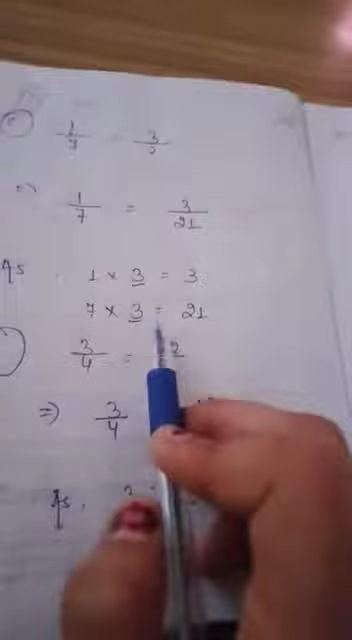 1/7 = 3/?
=> 1/7 = 3/21
As 1 × 3 = 3
7 × 3 = 21
3/4 =
=> 3/4
As,